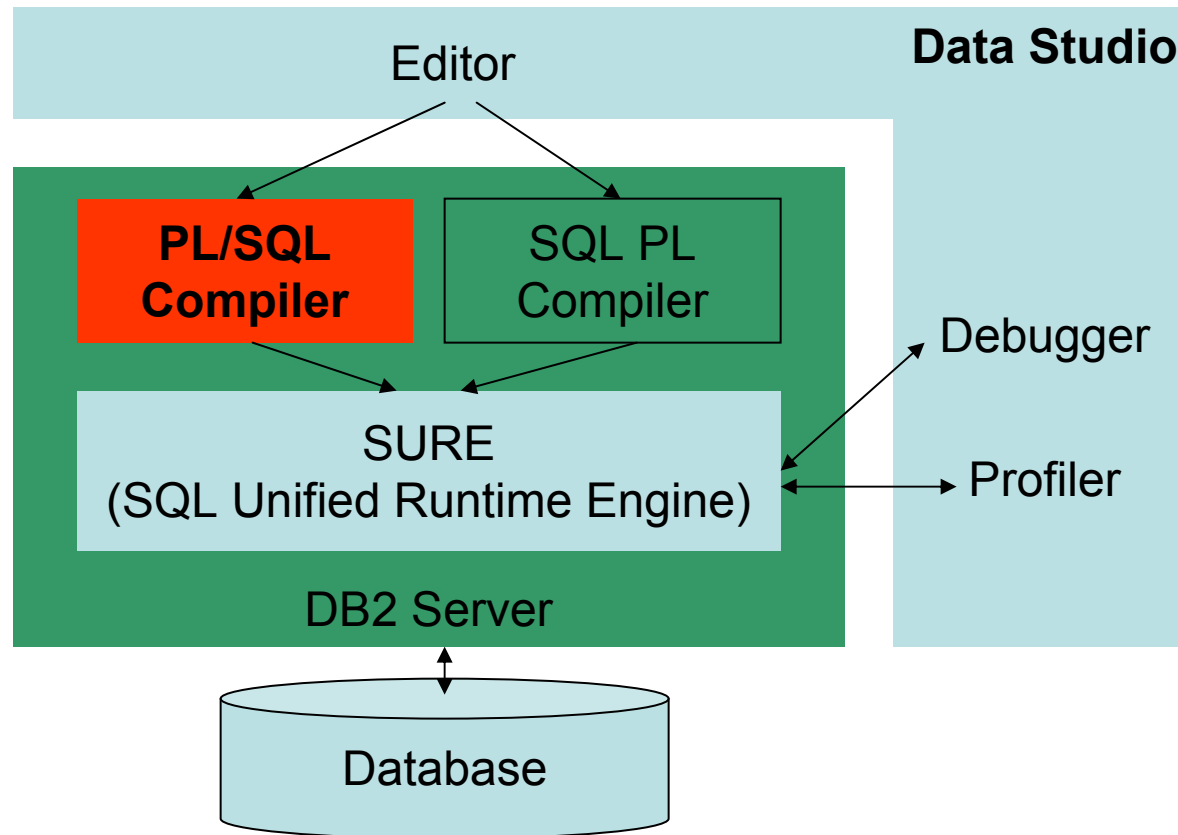 Data Studio
Editor
PL/SQL
Compiler
SQL PL
Compiler
Debugger
SURE
(SQL Unified Runtime Engine)
Profiler
DB2 Server
Database